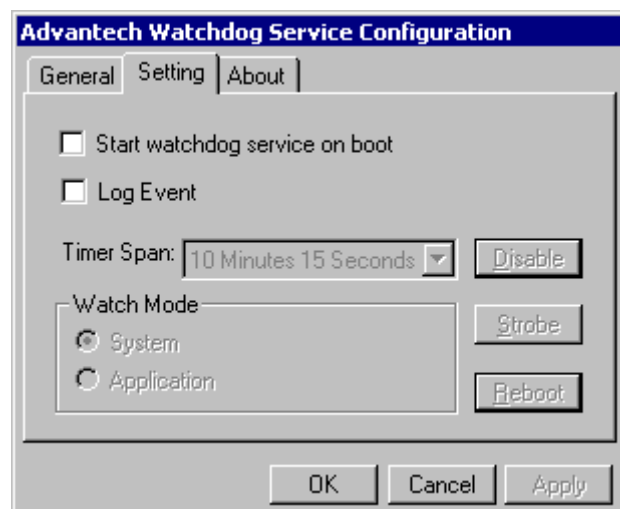 Advantech Watchdog Service Configuration
General Setting About
Start watchdog service on boot
Log Event
Timer Span: 10 Minutes 15 Seconds Disable
Watch Mode
System
Strobe
Application
Reboot
OK Cancel Apply